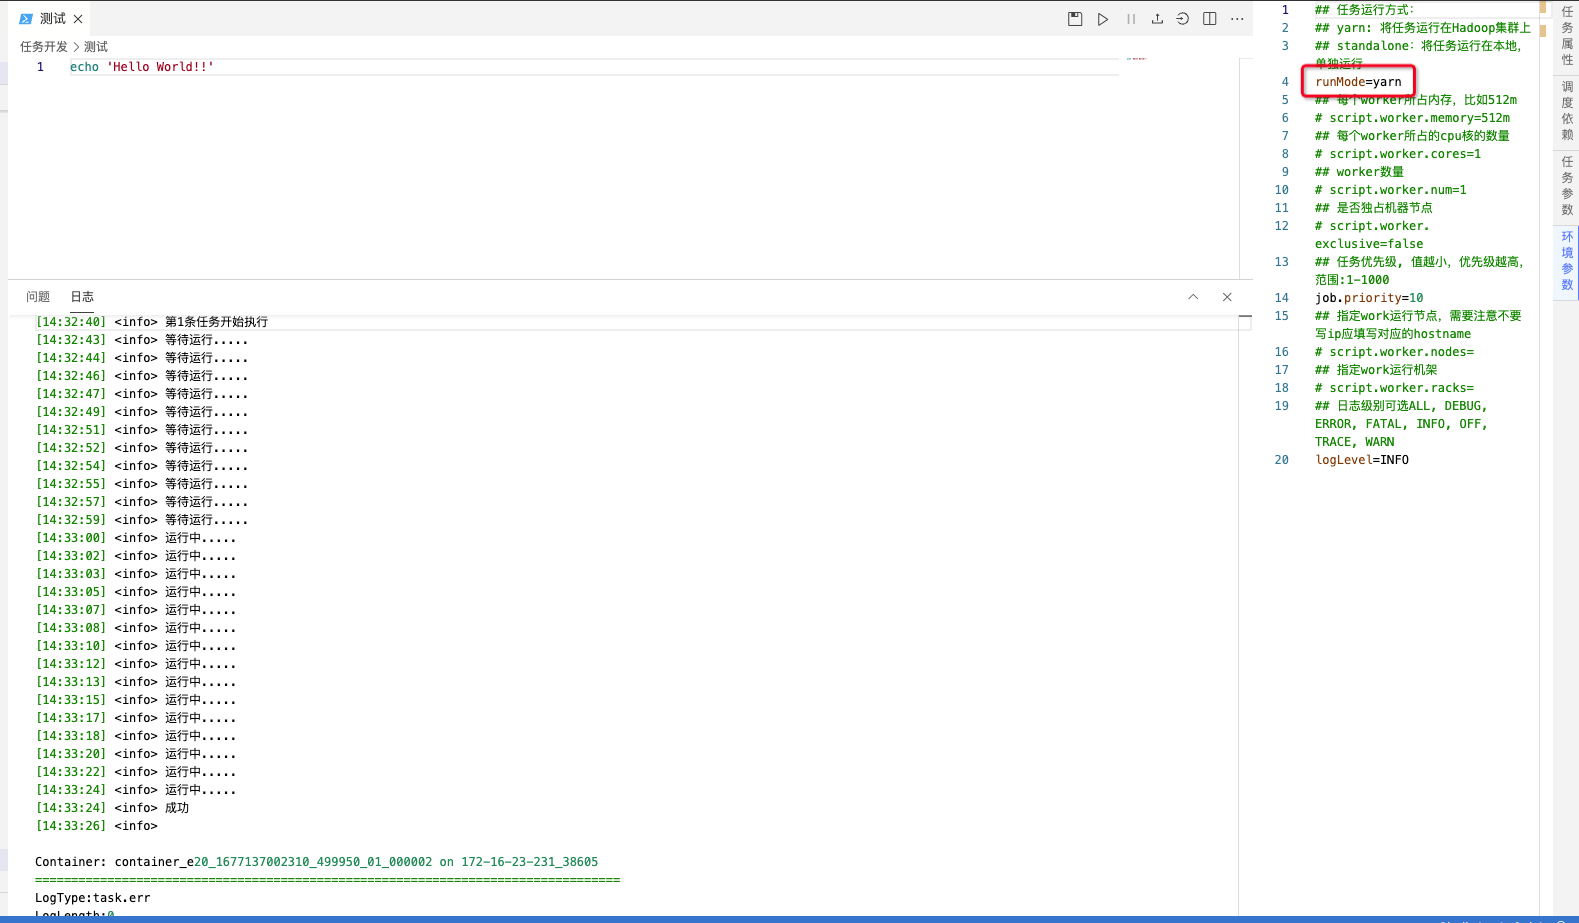 测试
任务开发 > 测试
1 echo 'Hello World!!'
问题 日志
[14:32:40] <info> 第1条任务开始执行
[14:32:43] <info> 等待运行.....
[14:32:44] <info> 等待运行.....
[14:32:46] <info> 等待运行.....
[14:32:47] <info> 等待运行.....
[14:32:49] <info> 等待运行.....
[14:32:51] <info> 等待运行.....
[14:32:52] <info> 等待运行.....
[14:32:54] <info> 等待运行.....
[14:32:55] <info> 等待运行.....
[14:32:57] <info> 等待运行.....
[14:32:59] <info> 等待运行.....
[14:33:00] <info> 运行中.....
[14:33:02] <info> 运行中.....
[14:33:03] <info> 运行中.....
[14:33:05] <info> 运行中.....
[14:33:07] <info> 运行中.....
[14:33:08] <info> 运行中.....
[14:33:10] <info> 运行中.....
[14:33:12] <info> 运行中.....
[14:33:13] <info> 运行中.....
[14:33:15] <info> 运行中.....
[14:33:17] <info> 运行中.....
[14:33:18] <info> 运行中.....
[14:33:20] <info> 运行中.....
[14:33:22] <info> 运行中.....
[14:33:24] <info> 运行中.....
[14:33:24] <info> 成功
[14:33:26] <info>
Container: container_e20_1677137002310_499950_01_000002 on 172-16-23-231_38605
=================================================================================
LogType:task.err
LogLength:0
1 ## 任务运行方式:
2 ## yarn: 将任务运行在Hadoop集群上
3 ## standalone：将任务运行在本地,
单独运行
4 runMode=yarn
5 ## 每个worker所占内存，比如512m
6 # script.worker.memory=512m
7 ## 每个worker所占的cpu核的数量
8 # script.worker.cores=1
9 ## worker数量
10 # script.worker.num=1
11 ## 是否独占机器节点
12 # script.worker.
exclusive=false
13 ## 任务优先级, 值越小，优先级越高,
范围:1-1000
14 job.priority=10
15 ## 指定work运行节点，需要注意不要
写ip应填写对应的hostname
16 # script.worker.nodes=
17 ## 指定work运行机架
18 # script.worker.racks=
19 ## 日志级别可选ALL, DEBUG,
ERROR, FATAL, INFO, OFF,
TRACE, WARN
20 logLevel=INFO
任务属性
调度依赖
任务参数
环境参数